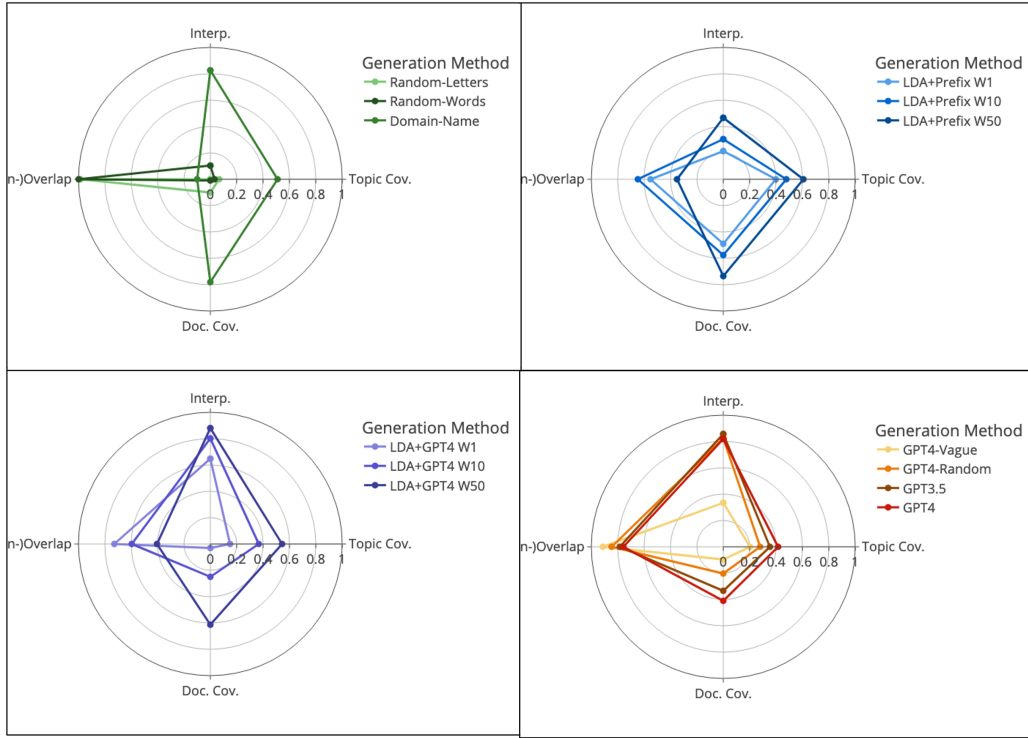 Interp.
Generation Method
Random-Letters
Random-Words
Domain-Name
n-)Overlap
0 0.2 0.4 0.6 0.8 1
Topic Cov.
Doc. Cov.
Interp.
Generation Method
LDA+Prefix W1
LDA+Prefix W10
LDA+Prefix W50
n-)Overlap
0 0.2 0.4 0.6 0.8 1
Topic Cov.
Doc. Cov.
Interp.
Generation Method
LDA+GPT4 W1
LDA+GPT4 W10
LDA+GPT4 W50
n-)Overlap
0 0.2 0.4 0.6 0.8 1
Topic Cov.
Doc. Cov.
Interp.
Generation Method
GPT4-Vague
GPT4-Random
GPT3.5
GPT4
n-)Overlap
0 0.2 0.4 0.6 0.8 1
Topic Cov.
Doc. Cov.